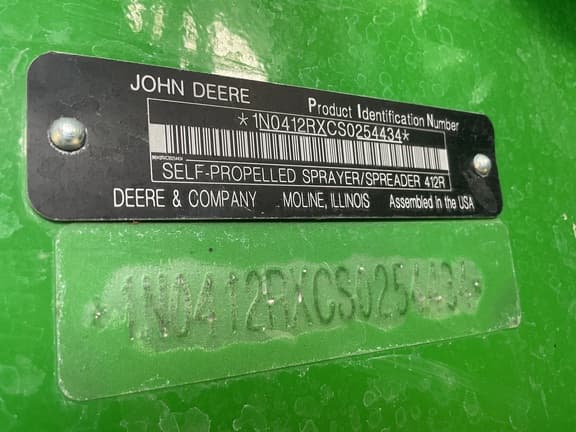 JOHN DEERE
Product Identification Number
*1N0412RXCS0254434*
SELF-PROPELLED SPRAYER/SPREADER 412R
DEERE & COMPANY MOLINE, ILLINOIS Assembled in the USA
*1N0412RXCS0254434*